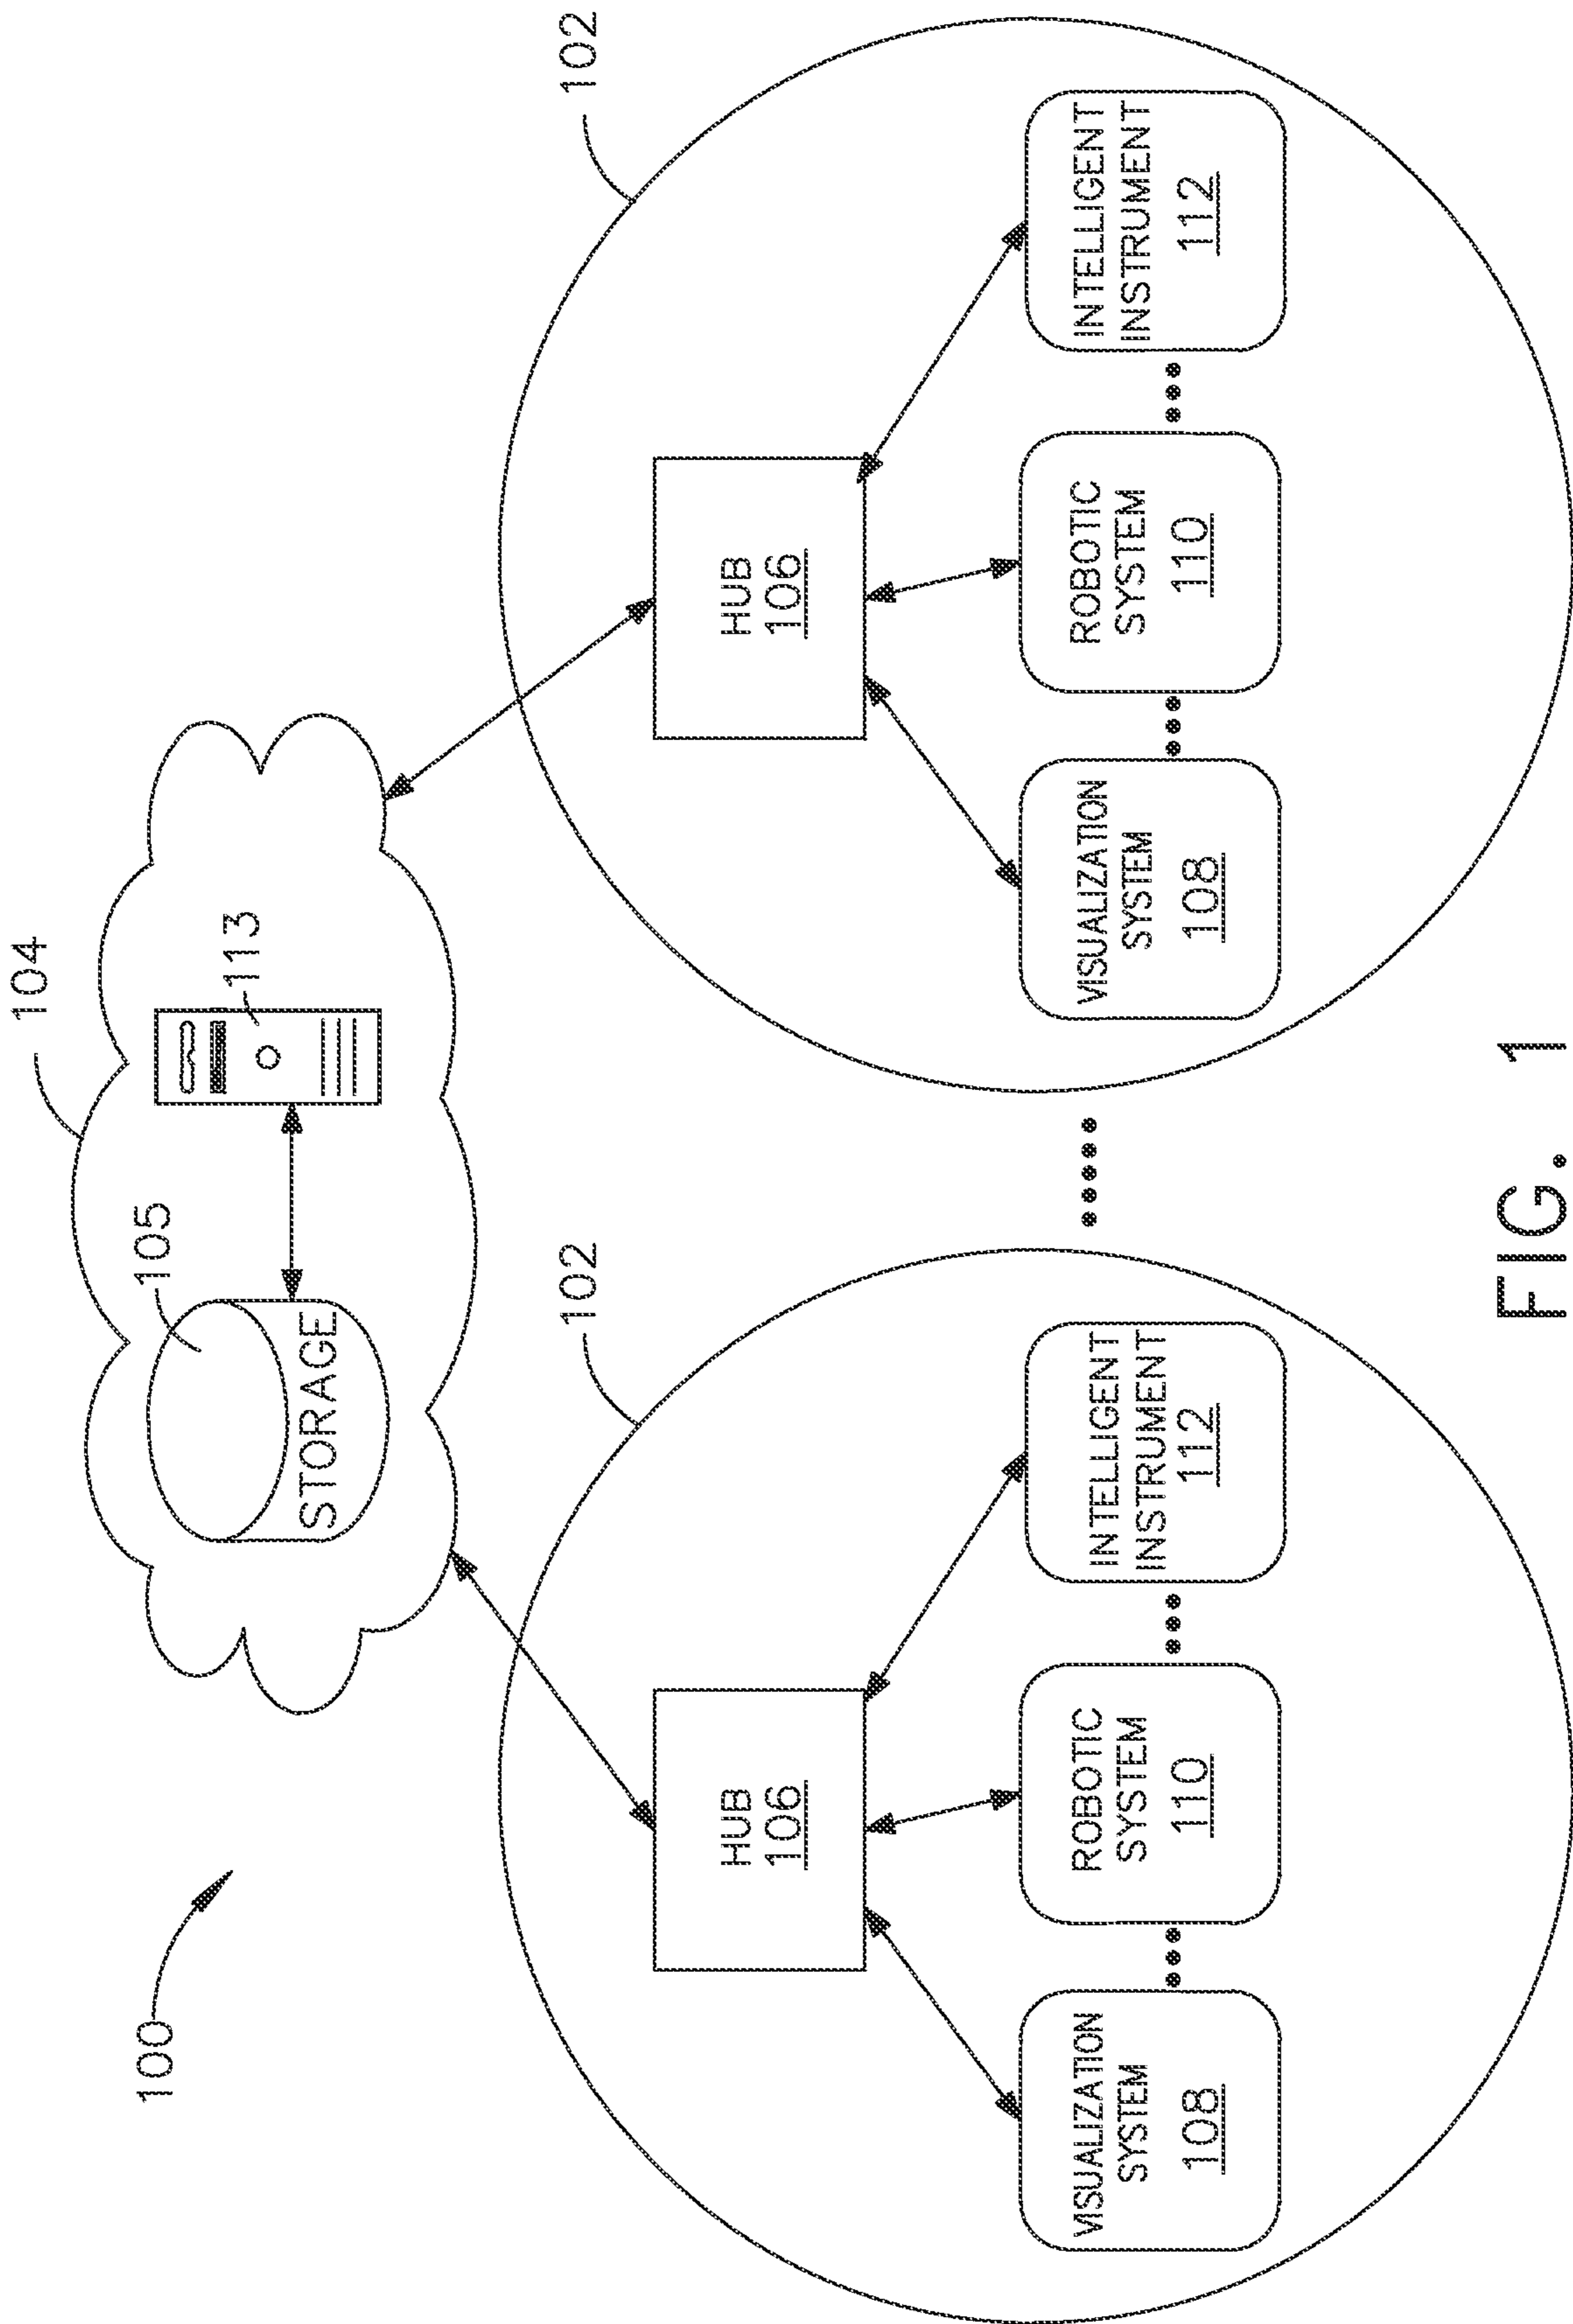 100
104
105
STORAGE
113
102
HUB
106
VISUALIZATION
SYSTEM
108
ROBOTIC
SYSTEM
110
INTELLIGENT
INSTRUMENT
112
102
HUB
106
VISUALIZATION
SYSTEM
108
ROBOTIC
SYSTEM
110
INTELLIGENT
INSTRUMENT
112
FIG. 1